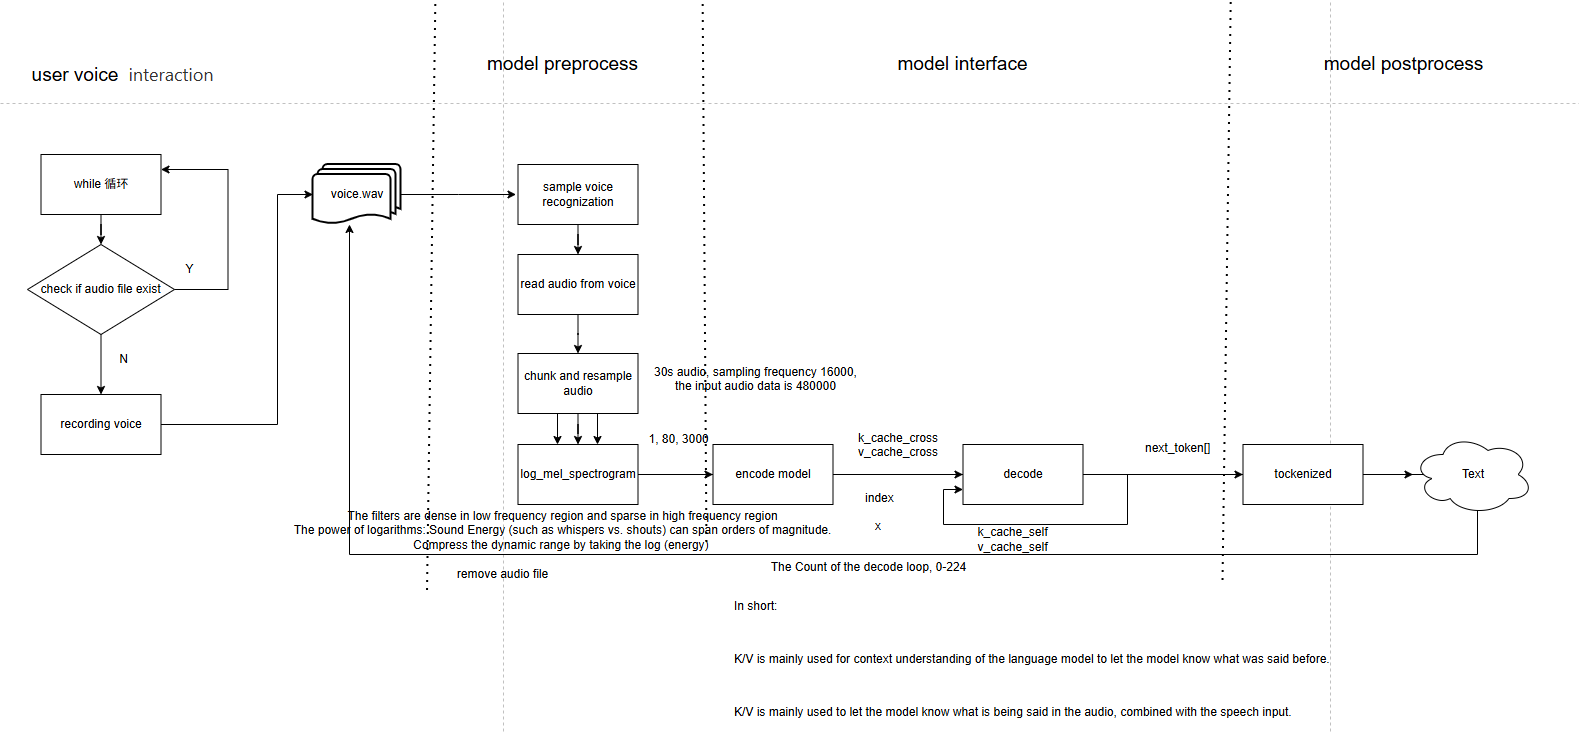 user voice interaction
model preprocess
model interface
model postprocess
while 循环
check if audio file exist
Y
N
recording voice
voice.wav
sample voice
recognization
read audio from voice
chunk and resample
audio
30s audio, sampling frequency 16000,
the input audio data is 480000
log_mel_spectrogram
1, 80, 3000
encode model
k_cache_cross
v_cache_cross
index
x
decode
k_cache_self
v_cache_self
next_token[]
tockenized
Text
The filters are dense in low frequency region and sparse in high frequency region
The power of logarithms: Sound Energy (such as whispers vs. shouts) can span orders of magnitude.
Compress the dynamic range by taking the log (energy)
remove audio file
The Count of the decode loop, 0-224
In short:
K/V is mainly used for context understanding of the language model to let the model know what was said before.
K/V is mainly used to let the model know what is being said in the audio, combined with the speech input.